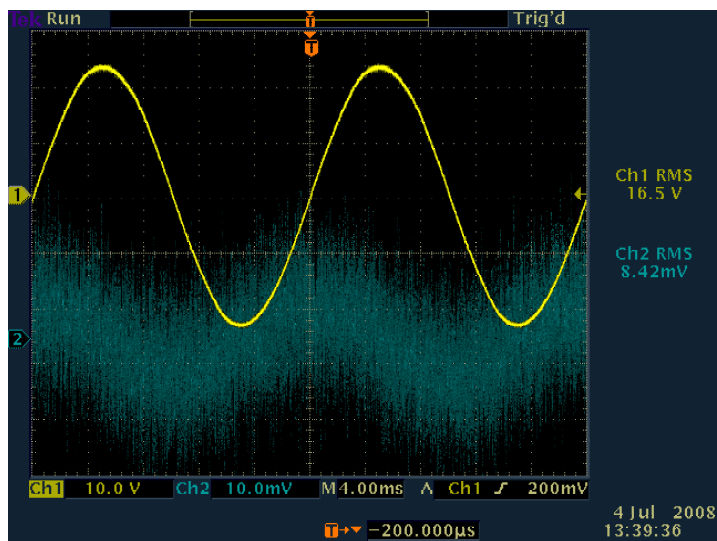 Tek Run Trig'd
T
T
1
Ch1 RMS
16.5 V
Ch2 RMS
8.42mV
2
Ch1 10.0 V Ch2 10.0mV M 4.00ms Ch1 200mV
4 Jul 2008
T -200.000µs 13:39:36